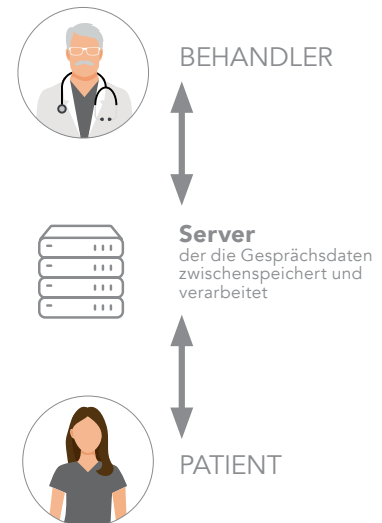 BEHANDLER
Server
der die Gesprächsdaten
zwischenspeichert und
verarbeitet
PATIENT